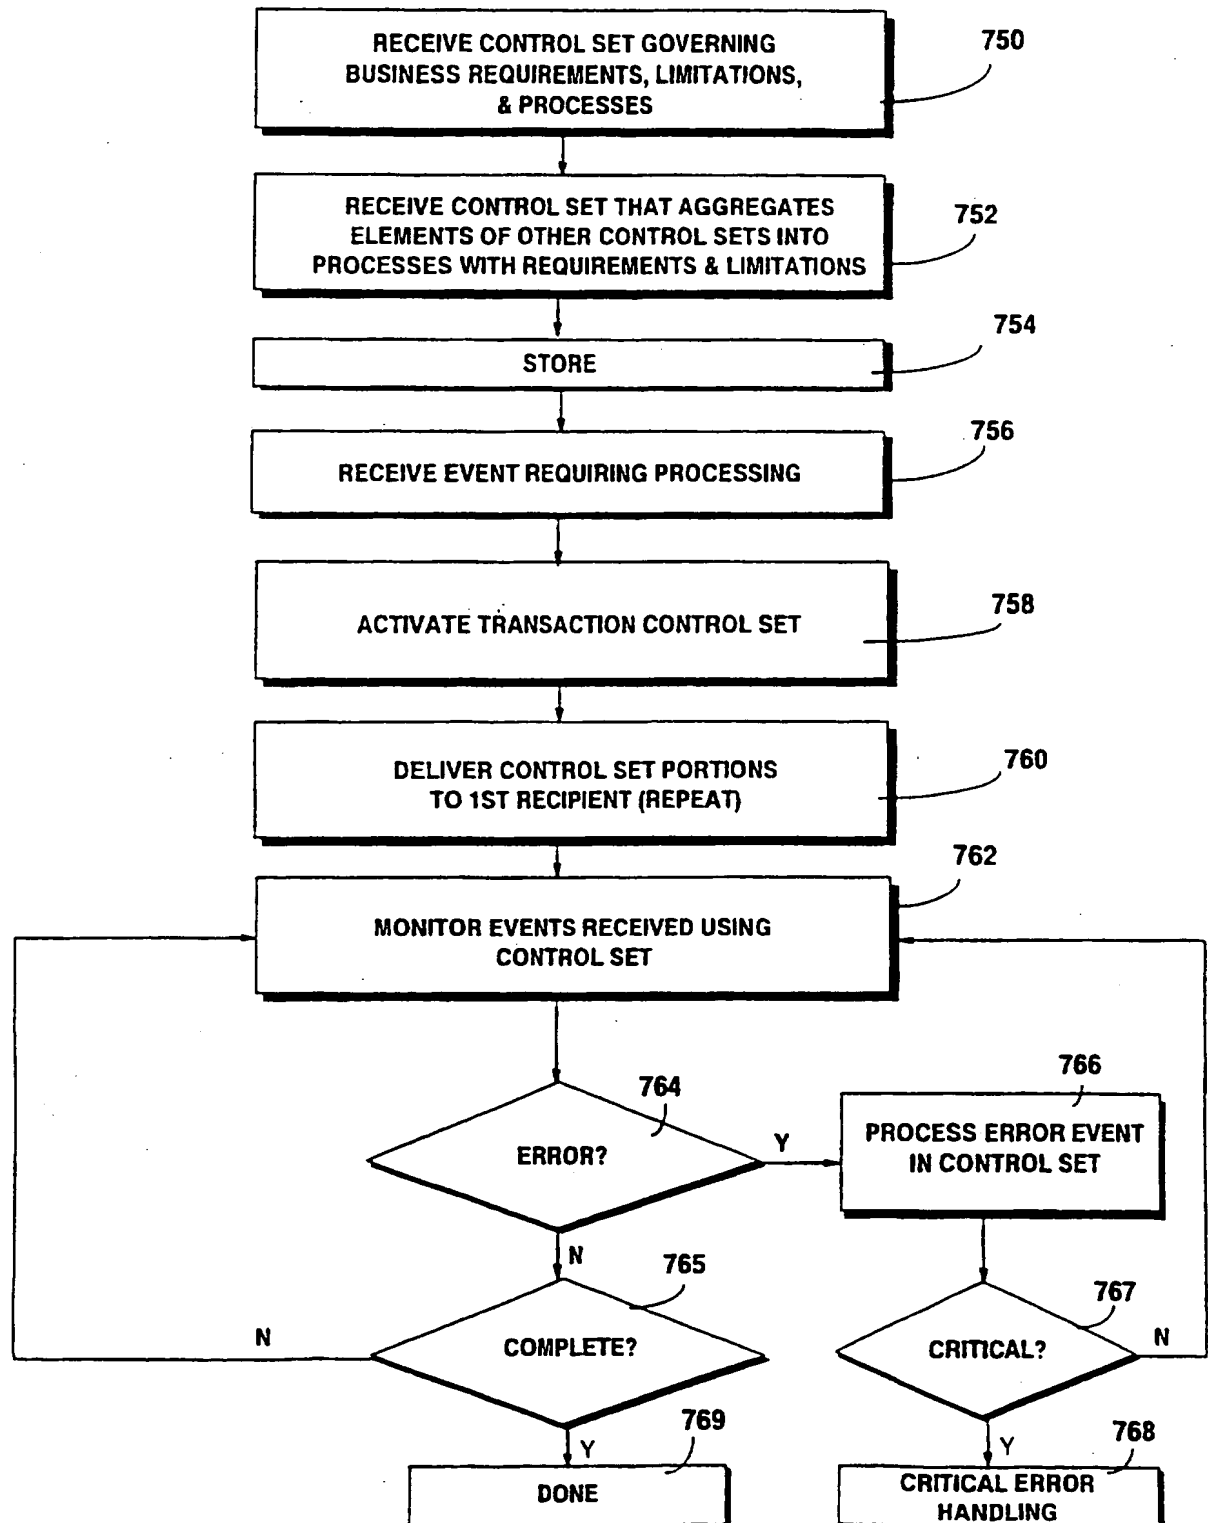 RECEIVE CONTROL SET GOVERNING
BUSINESS REQUIREMENTS, LIMITATIONS,
& PROCESSES
750
RECEIVE CONTROL SET THAT AGGREGATES
ELEMENTS OF OTHER CONTROL SETS INTO
PROCESSES WITH REQUIREMENTS & LIMITATIONS
752
STORE
754
RECEIVE EVENT REQUIRING PROCESSING
756
ACTIVATE TRANSACTION CONTROL SET
758
DELIVER CONTROL SET PORTIONS
TO 1ST RECIPIENT (REPEAT)
760
MONITOR EVENTS RECEIVED USING
CONTROL SET
762
ERROR?
764
Y
PROCESS ERROR EVENT
IN CONTROL SET
766
N
COMPLETE?
765
N
CRITICAL?
767
N
Y
DONE
769
Y
CRITICAL ERROR
HANDLING
768